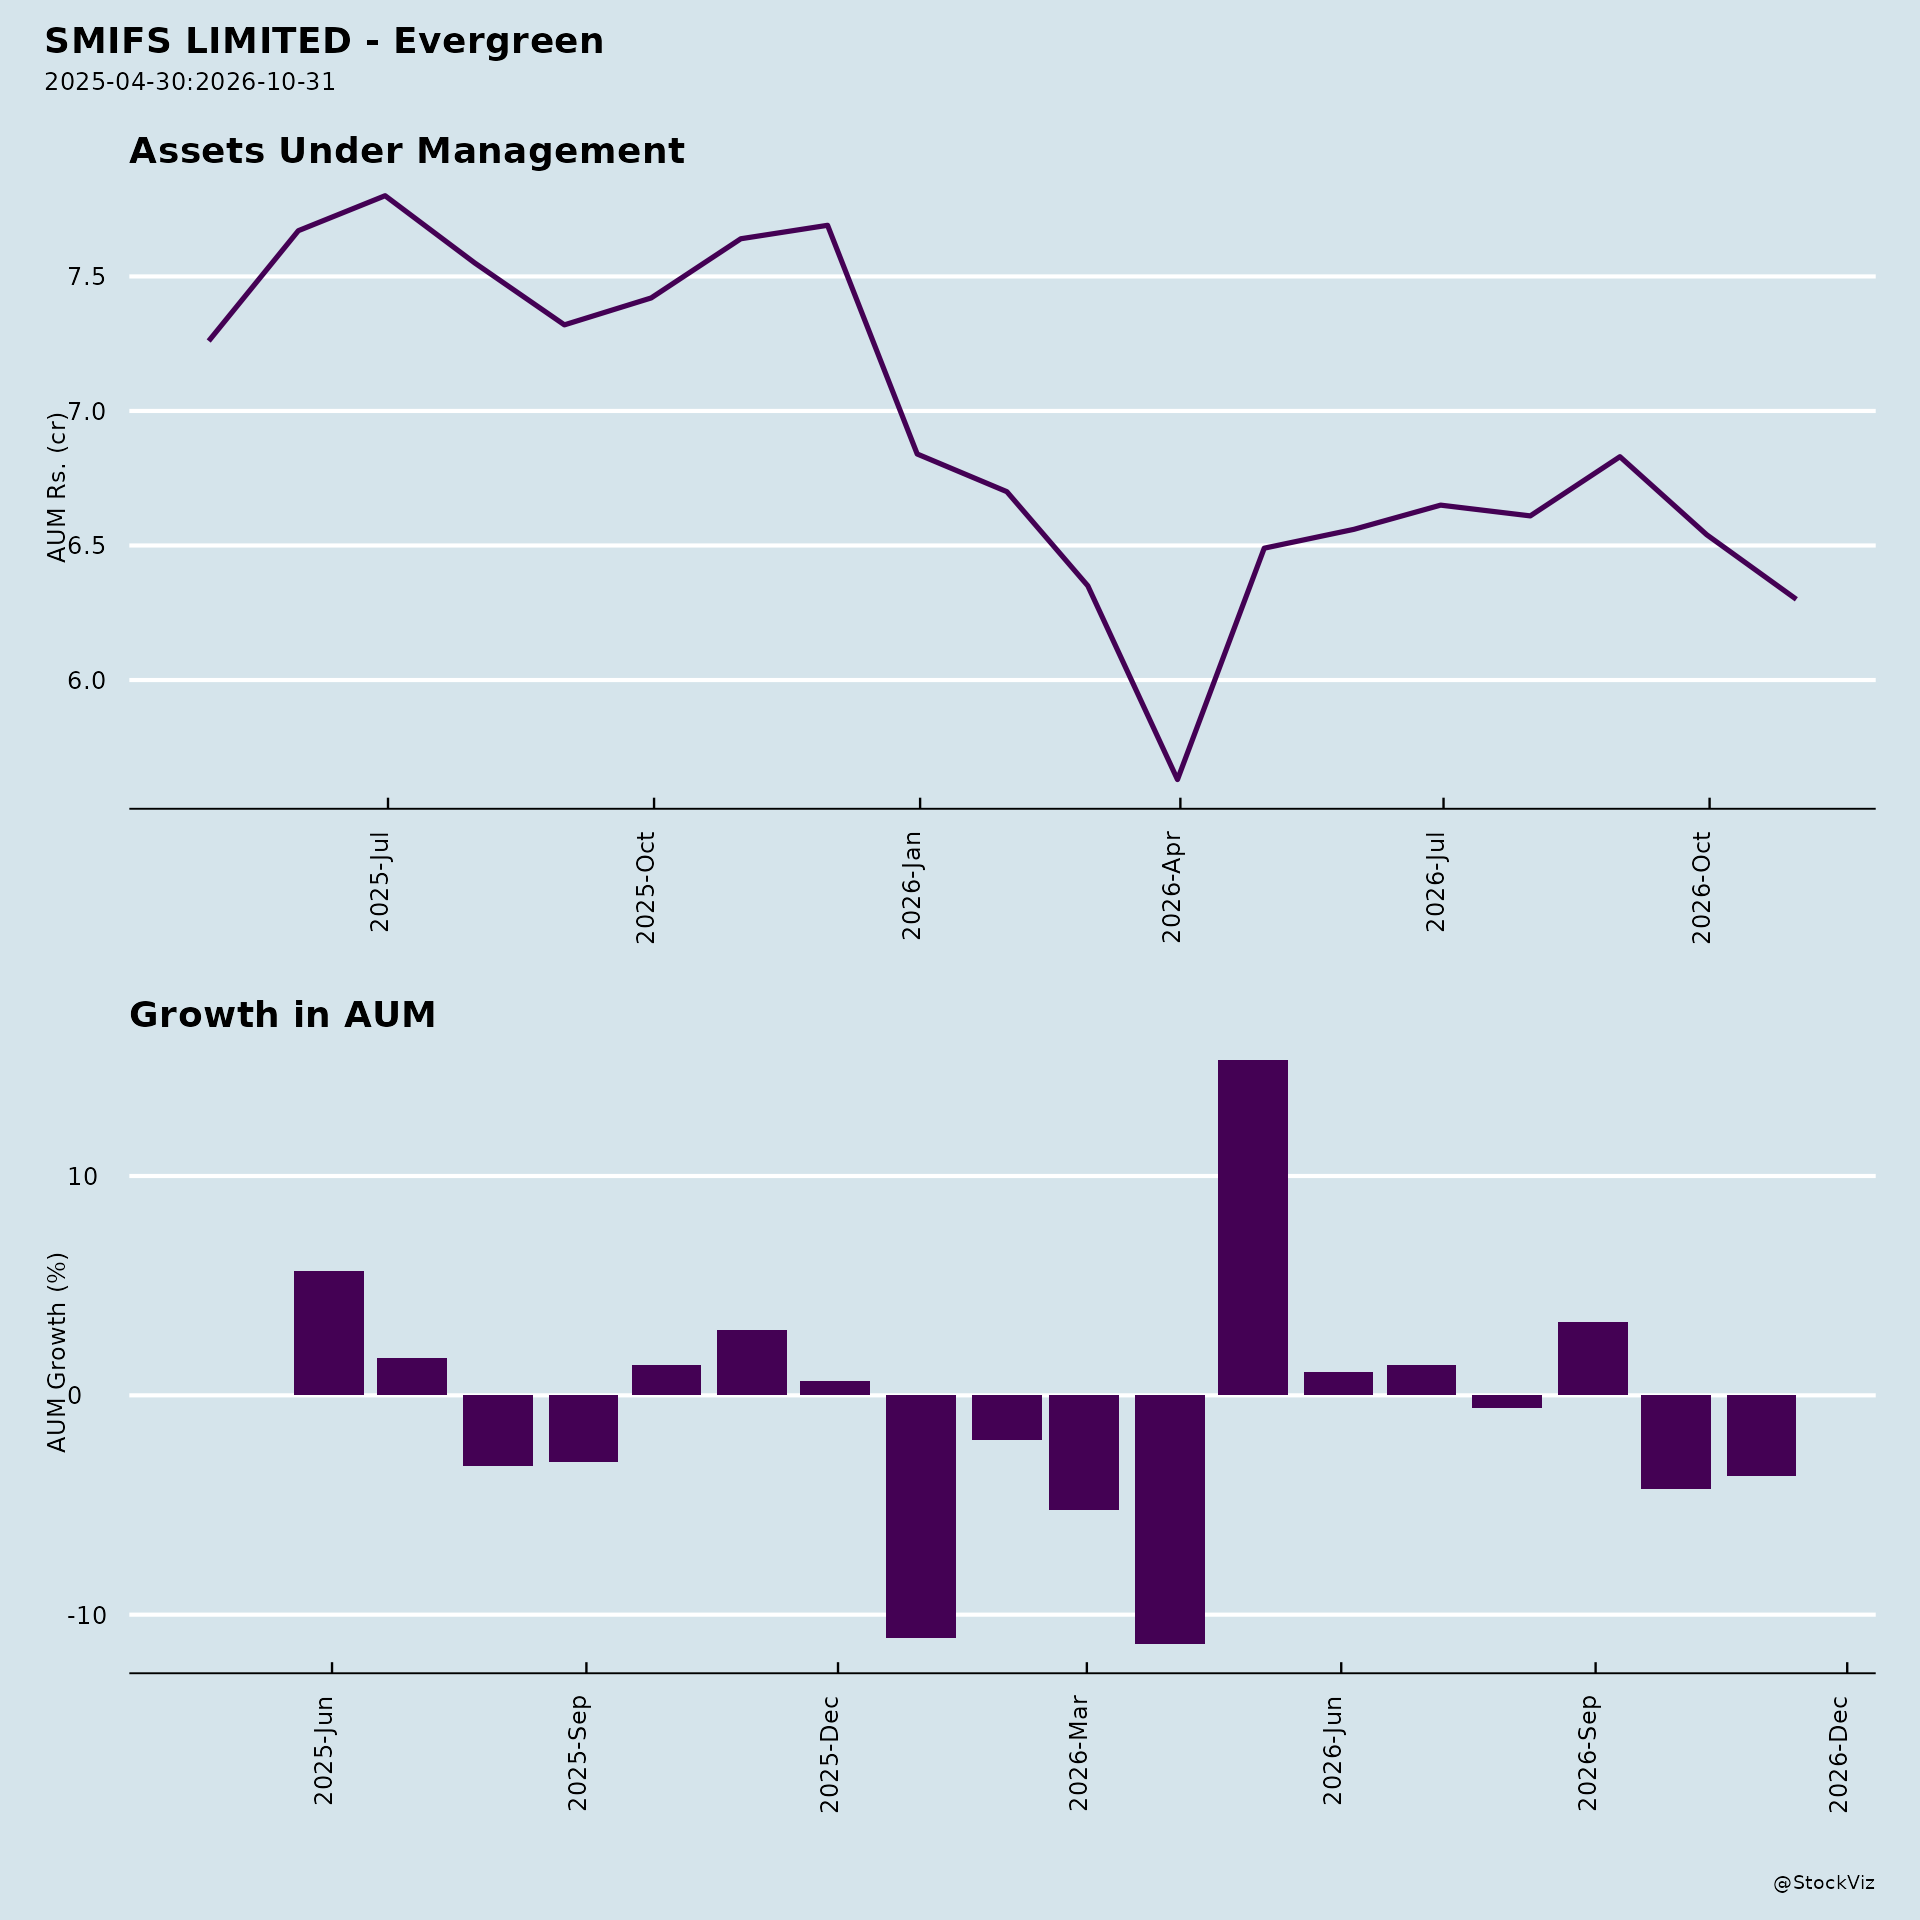 SMIFS LIMITED - Evergreen
2025-04-30:2026-10-31
Assets Under Management
AUM Rs. (cr)
7.5
7.0
6.5
6.0
2025-Jul
2025-Oct
2026-Jan
2026-Apr
2026-Jul
2026-Oct
Growth in AUM
AUM Growth (%)
10
0
-10
2025-Jun
2025-Sep
2025-Dec
2026-Mar
2026-Jun
2026-Sep
2026-Dec
@StockViz